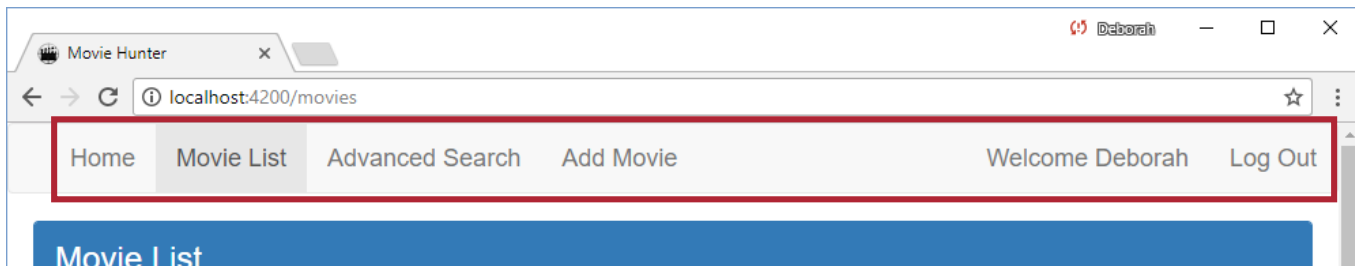 Deborah
Movie Hunter
localhost:4200/movies
Home Movie List Advanced Search Add Movie Welcome Deborah Log Out
Movie List